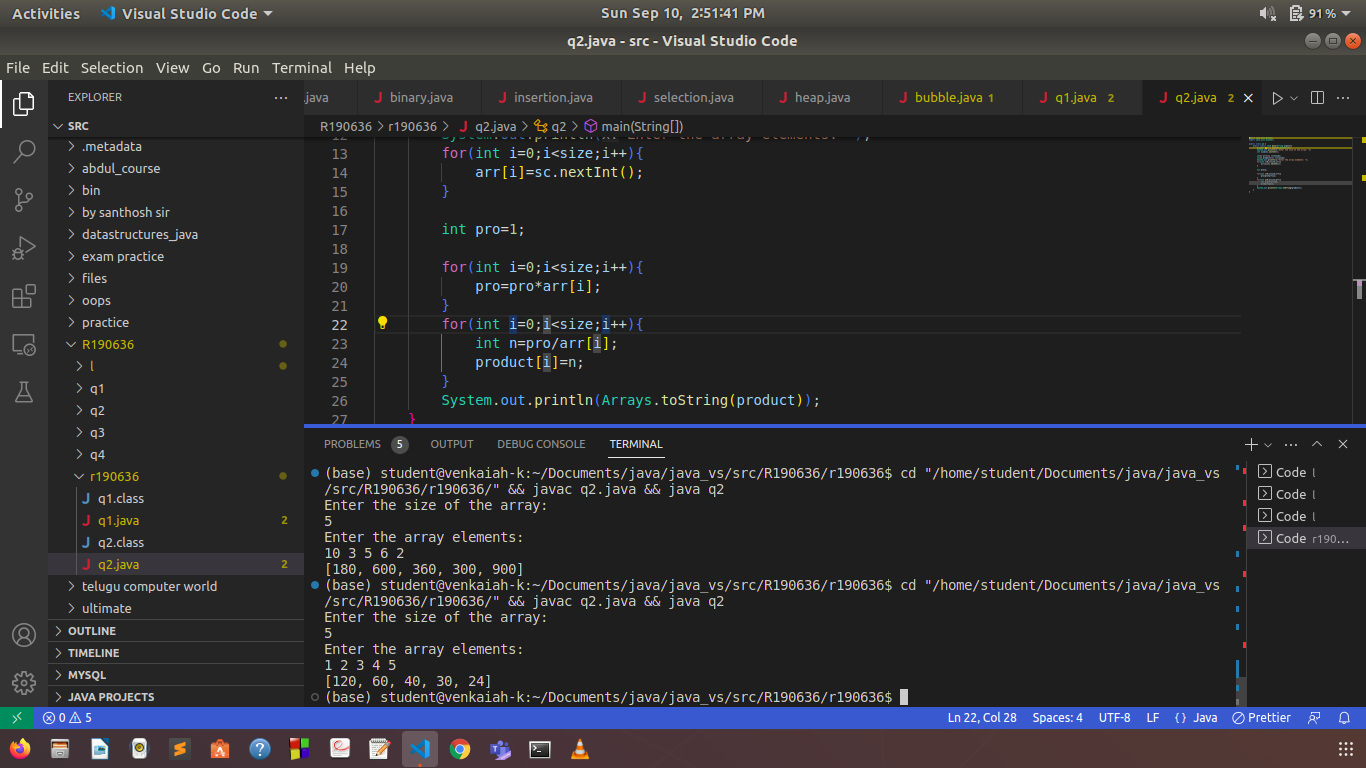 Activities
Visual Studio Code
Sun Sep 10, 2:51:41 PM
91%
q2.java - src - Visual Studio Code
File Edit Selection View Go Run Terminal Help
EXPLORER
SRC
.metadata
abdul_course
bin
by santhosh sir
datastructures_java
exam practice
files
oops
practice
R190636
l
q1
q2
q3
q4
r190636
q1.class
q1.java 2
q2.class
q2.java 2
telugu computer world
ultimate
OUTLINE
TIMELINE
MYSQL
JAVA PROJECTS
.java binary.java insertion.java selection.java heap.java bubble.java 1 q1.java 2 q2.java 2
R190636 > r190636 > q2.java > q2 > main(String[])
13 for(int i=0;i<size;i++){
14 arr[i]=sc.nextInt();
15 }
16
17 int pro=1;
18
19 for(int i=0;i<size;i++){
20 pro=pro*arr[i];
21 }
22 for(int i=0;i<size;i++){
23 int n=pro/arr[i];
24 product[i]=n;
25 }
26 System.out.println(Arrays.toString(product));
27 }
PROBLEMS 5 OUTPUT DEBUG CONSOLE TERMINAL
(base) student@venkaiah-k:~/Documents/java/java_vs/src/R190636/r190636$ cd "/home/student/Documents/java/java_vs
/src/R190636/r190636/" && javac q2.java && java q2
Enter the size of the array:
5
Enter the array elements:
10 3 5 6 2
[180, 600, 360, 300, 900]
(base) student@venkaiah-k:~/Documents/java/java_vs/src/R190636/r190636$ cd "/home/student/Documents/java/java_vs
/src/R190636/r190636/" && javac q2.java && java q2
Enter the size of the array:
5
Enter the array elements:
1 2 3 4 5
[120, 60, 40, 30, 24]
(base) student@venkaiah-k:~/Documents/java/java_vs/src/R190636/r190636$
Code l
Code l
Code l
Code r190...
0 5
Ln 22, Col 28 Spaces: 4 UTF-8 LF {} Java Prettier